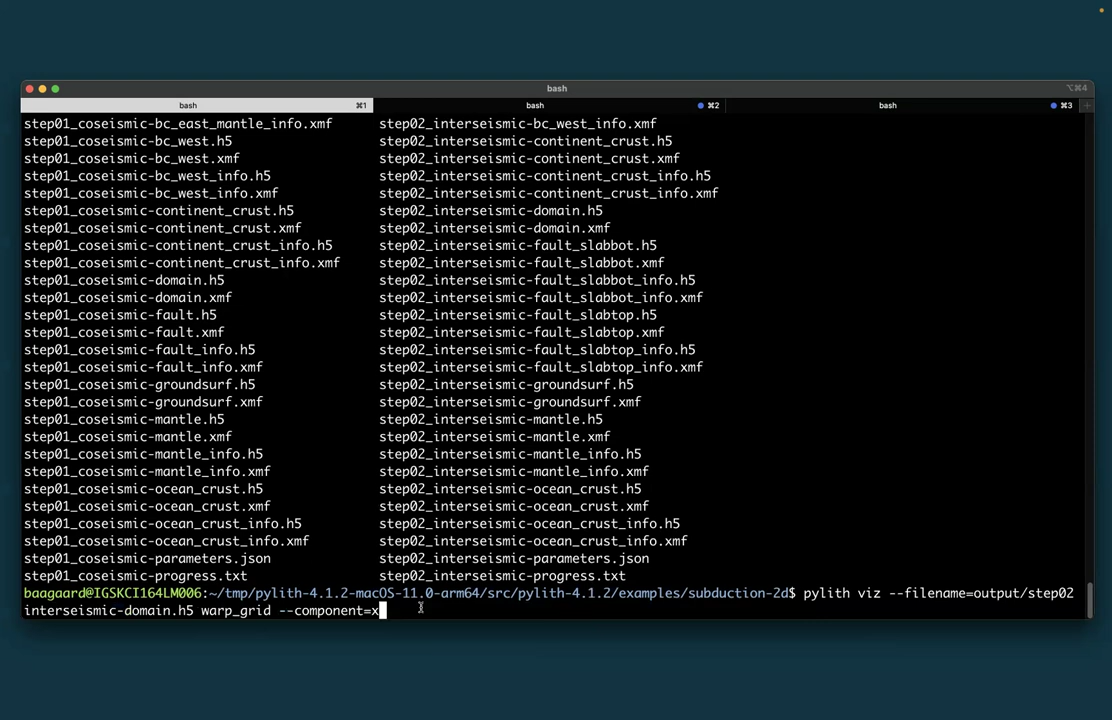 bash
⌥⌘4
bash ⌘1 bash ⌘2 bash ⌘3 +
step01_coseismic-bc_east_mantle_info.xmf step02_interseismic-bc_west_info.xmf
step01_coseismic-bc_west.h5 step02_interseismic-continent_crust.h5
step01_coseismic-bc_west.xmf step02_interseismic-continent_crust.xmf
step01_coseismic-bc_west_info.h5 step02_interseismic-continent_crust_info.h5
step01_coseismic-bc_west_info.xmf step02_interseismic-continent_crust_info.xmf
step01_coseismic-continent_crust.h5 step02_interseismic-domain.h5
step01_coseismic-continent_crust.xmf step02_interseismic-domain.xmf
step01_coseismic-continent_crust_info.h5 step02_interseismic-fault_slabbot.h5
step01_coseismic-continent_crust_info.xmf step02_interseismic-fault_slabbot.xmf
step01_coseismic-domain.h5 step02_interseismic-fault_slabbot_info.h5
step01_coseismic-domain.xmf step02_interseismic-fault_slabbot_info.xmf
step01_coseismic-fault.h5 step02_interseismic-fault_slabtop.h5
step01_coseismic-fault.xmf step02_interseismic-fault_slabtop.xmf
step01_coseismic-fault_info.h5 step02_interseismic-fault_slabtop_info.h5
step01_coseismic-fault_info.xmf step02_interseismic-fault_slabtop_info.xmf
step01_coseismic-groundsurf.h5 step02_interseismic-groundsurf.h5
step01_coseismic-groundsurf.xmf step02_interseismic-groundsurf.xmf
step01_coseismic-mantle.h5 step02_interseismic-mantle.h5
step01_coseismic-mantle.xmf step02_interseismic-mantle.xmf
step01_coseismic-mantle_info.h5 step02_interseismic-mantle_info.h5
step01_coseismic-mantle_info.xmf step02_interseismic-mantle_info.xmf
step01_coseismic-ocean_crust.h5 step02_interseismic-ocean_crust.h5
step01_coseismic-ocean_crust.xmf step02_interseismic-ocean_crust.xmf
step01_coseismic-ocean_crust_info.h5 step02_interseismic-ocean_crust_info.h5
step01_coseismic-ocean_crust_info.xmf step02_interseismic-ocean_crust_info.xmf
step01_coseismic-parameters.json step02_interseismic-parameters.json
step01_coseismic-progress.txt step02_interseismic-progress.txt
baagaard@IGSKCI164LM006:~/tmp/pylith-4.1.2-macOS-11.0-arm64/src/pylith-4.1.2/examples/subduction-2d$ pylith viz --filename=output/step02
interseismic-domain.h5 warp_grid --component=x